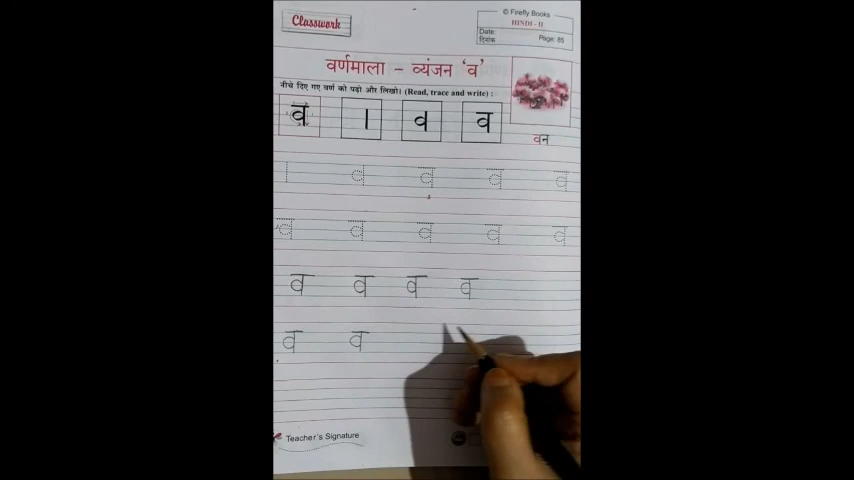 Classwork
© Firefly Books
HINDI - II
Date:
दिनांक
Page: 85
वर्णमाला – व्यंजन ‘व’
नीचे दिए गए वर्ण को पढ़ो और लिखो। (Read, trace and write) :
व । व व
वन
। व व व व
व व व व व
व व व व
व व
Teacher's Signature